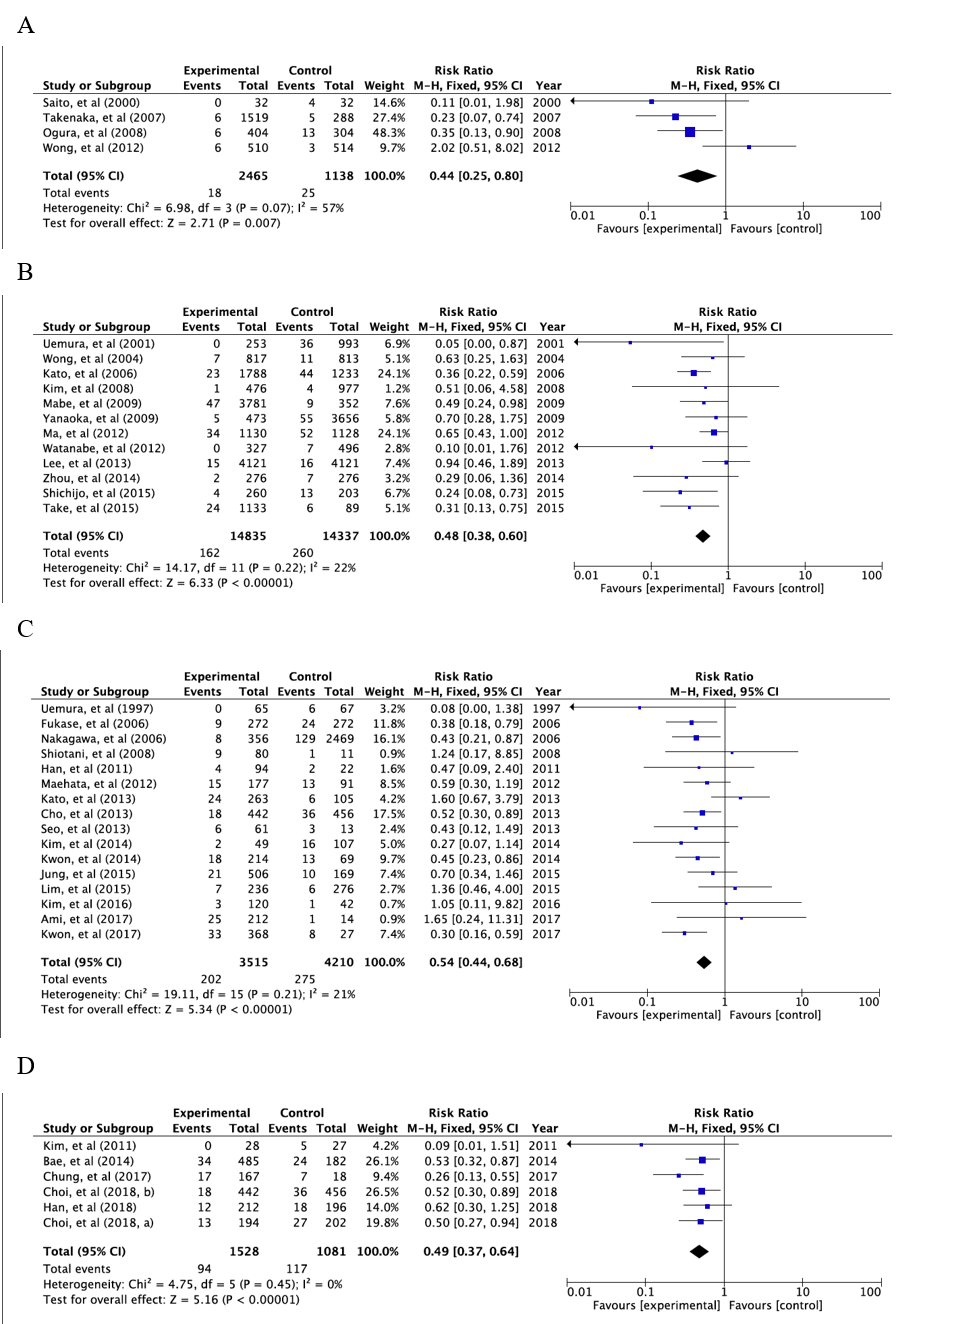 A
Experimental Control Risk Ratio Risk Ratio
Study or Subgroup Events Total Events Total Weight M-H, Fixed, 95% CI Year M-H, Fixed, 95% CI
Saito, et al (2000) 0 32 4 32 14.6% 0.11 [0.01, 1.98] 2000
Takenaka, et al (2007) 6 1519 5 288 27.4% 0.23 [0.07, 0.74] 2007
Ogura, et al (2008) 6 404 13 304 48.3% 0.35 [0.13, 0.90] 2008
Wong, et al (2012) 6 510 3 514 9.7% 2.02 [0.51, 8.02] 2012
Total (95% CI) 2465 1138 100.0% 0.44 [0.25, 0.80]
Total events 18 25
Heterogeneity: Chi² = 6.98, df = 3 (P = 0.07); I² = 57%
Test for overall effect: Z = 2.71 (P = 0.007)
0.01 0.1 1 10 100
Favours [experimental] Favours [control]
B
Experimental Control Risk Ratio Risk Ratio
Study or Subgroup Events Total Events Total Weight M-H, Fixed, 95% CI Year M-H, Fixed, 95% CI
Uemura, et al (2001) 0 253 36 993 6.9% 0.05 [0.00, 0.87] 2001
Wong, et al (2004) 7 817 11 813 5.1% 0.63 [0.25, 1.63] 2004
Kato, et al (2006) 23 1788 44 1233 24.1% 0.36 [0.22, 0.59] 2006
Kim, et al (2008) 1 476 4 977 1.2% 0.51 [0.06, 4.58] 2008
Mabe, et al (2009) 47 3781 9 352 7.6% 0.49 [0.24, 0.98] 2009
Yanaoka, et al (2009) 5 473 55 3656 5.8% 0.70 [0.28, 1.75] 2009
Ma, et al (2012) 34 1130 52 1128 24.1% 0.65 [0.43, 1.00] 2012
Watanabe, et al (2012) 0 327 7 496 2.8% 0.10 [0.01, 1.76] 2012
Lee, et al (2013) 15 4121 16 4121 7.4% 0.94 [0.46, 1.89] 2013
Zhou, et al (2014) 2 276 7 276 3.2% 0.29 [0.06, 1.36] 2014
Shichijo, et al (2015) 4 260 13 203 6.7% 0.24 [0.08, 0.73] 2015
Take, et al (2015) 24 1133 6 89 5.1% 0.31 [0.13, 0.75] 2015
Total (95% CI) 14835 14337 100.0% 0.48 [0.38, 0.60]
Total events 162 260
Heterogeneity: Chi² = 14.17, df = 11 (P = 0.22); I² = 22%
Test for overall effect: Z = 6.33 (P < 0.00001)
0.01 0.1 1 10 100
Favours [experimental] Favours [control]
C
Experimental Control Risk Ratio Risk Ratio
Study or Subgroup Events Total Events Total Weight M-H, Fixed, 95% CI Year M-H, Fixed, 95% CI
Uemura, et al (1997) 0 65 6 67 3.2% 0.08 [0.00, 1.38] 1997
Fukase, et al (2006) 9 272 24 272 11.8% 0.38 [0.18, 0.79] 2006
Nakagawa, et al (2006) 8 356 129 2469 16.1% 0.43 [0.21, 0.87] 2006
Shiotani, et al (2008) 9 80 1 11 0.9% 1.24 [0.17, 8.85] 2008
Han, et al (2011) 4 94 2 22 1.6% 0.47 [0.09, 2.40] 2011
Maehata, et al (2012) 15 177 13 91 8.5% 0.59 [0.30, 1.19] 2012
Kato, et al (2013) 24 263 6 105 4.2% 1.60 [0.67, 3.79] 2013
Cho, et al (2013) 18 442 36 456 17.5% 0.52 [0.30, 0.89] 2013
Seo, et al (2013) 6 61 3 13 2.4% 0.43 [0.12, 1.49] 2013
Kim, et al (2014) 2 49 16 107 5.0% 0.27 [0.07, 1.14] 2014
Kwon, et al (2014) 18 214 13 69 9.7% 0.45 [0.23, 0.86] 2014
Jung, et al (2015) 21 506 10 169 7.4% 0.70 [0.34, 1.46] 2015
Lim, et al (2015) 7 236 6 276 2.7% 1.36 [0.46, 4.00] 2015
Kim, et al (2016) 3 120 1 42 0.7% 1.05 [0.11, 9.82] 2016
Ami, et al (2017) 25 212 1 14 0.9% 1.65 [0.24, 11.31] 2017
Kwon, et al (2017) 33 368 8 27 7.4% 0.30 [0.16, 0.59] 2017
Total (95% CI) 3515 4210 100.0% 0.54 [0.44, 0.68]
Total events 202 275
Heterogeneity: Chi² = 19.11, df = 15 (P = 0.21); I² = 21%
Test for overall effect: Z = 5.34 (P < 0.00001)
0.01 0.1 1 10 100
Favours [experimental] Favours [control]
D
Experimental Control Risk Ratio Risk Ratio
Study or Subgroup Events Total Events Total Weight M-H, Fixed, 95% CI Year M-H, Fixed, 95% CI
Kim, et al (2011) 0 28 5 27 4.2% 0.09 [0.01, 1.51] 2011
Bae, et al (2014) 34 485 24 182 26.1% 0.53 [0.32, 0.87] 2014
Chung, et al (2017) 17 167 7 18 9.4% 0.26 [0.13, 0.55] 2017
Choi, et al (2018, b) 18 442 36 456 26.5% 0.52 [0.30, 0.89] 2018
Han, et al (2018) 12 212 18 196 14.0% 0.62 [0.30, 1.25] 2018
Choi, et al (2018, a) 13 194 27 202 19.8% 0.50 [0.27, 0.94] 2018
Total (95% CI) 1528 1081 100.0% 0.49 [0.37, 0.64]
Total events 94 117
Heterogeneity: Chi² = 4.75, df = 5 (P = 0.45); I² = 0%
Test for overall effect: Z = 5.16 (P < 0.00001)
0.01 0.1 1 10 100
Favours [experimental] Favours [control]